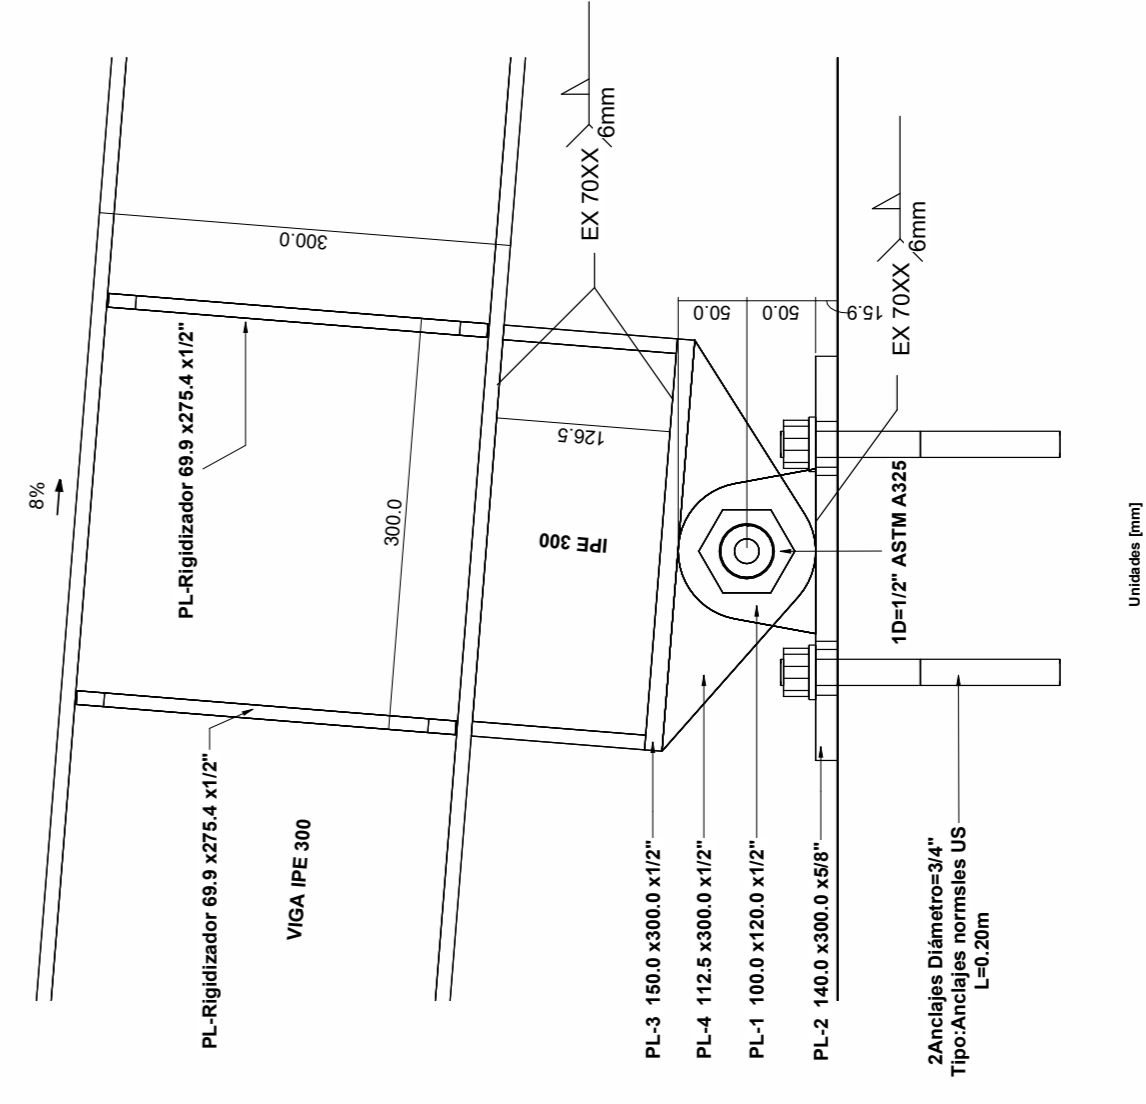 8%
PL-Rigidizador 69.9 x275.4 x1/2"
300.0
EX 70XX
6mm
300.0
126.5
IPE 300
50.0
50.0
15.9
EX 70XX
6mm
1D=1/2" ASTM A325
PL-Rigidizador 69.9 x275.4 x1/2"
VIGA IPE 300
PL-3 150.0 x300.0 x1/2"
PL-4 112.5 x300.0 x1/2"
PL-1 100.0 x120.0 x1/2"
PL-2 140.0 x300.0 x5/8"
2Anclajes Diámetro=3/4"
Tipo:Anclajes normsles US
L=0.20m
Unidades [mm]